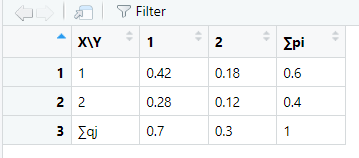 Filter
X\Y 1 2 ∑pi
1 1 0.42 0.18 0.6
2 2 0.28 0.12 0.4
3 ∑qj 0.7 0.3 1